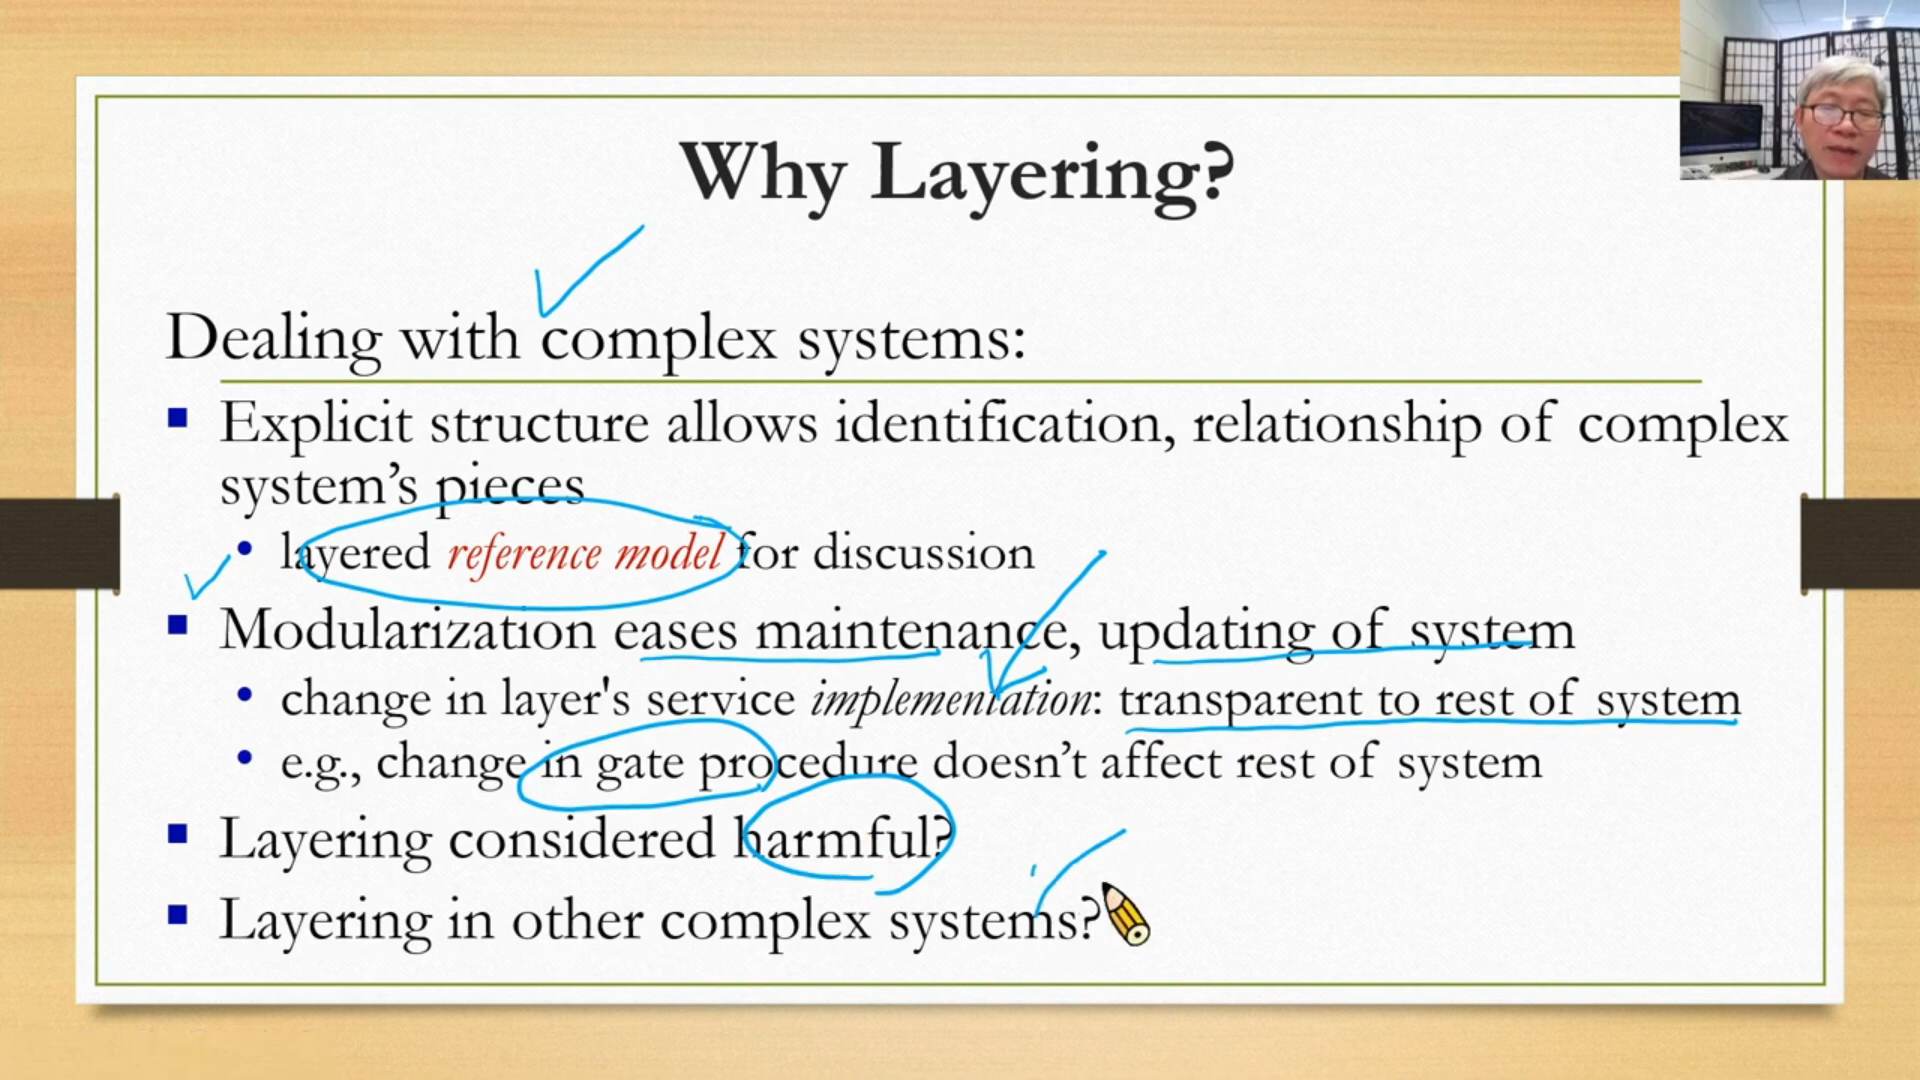 Why Layering?
Dealing with complex systems:
Explicit structure allows identification, relationship of complex
system’s pieces
layered reference model for discussion
Modularization eases maintenance, updating of system
change in layer's service implementation: transparent to rest of system
e.g., change in gate procedure doesn’t affect rest of system
Layering considered harmful?
Layering in other complex systems?